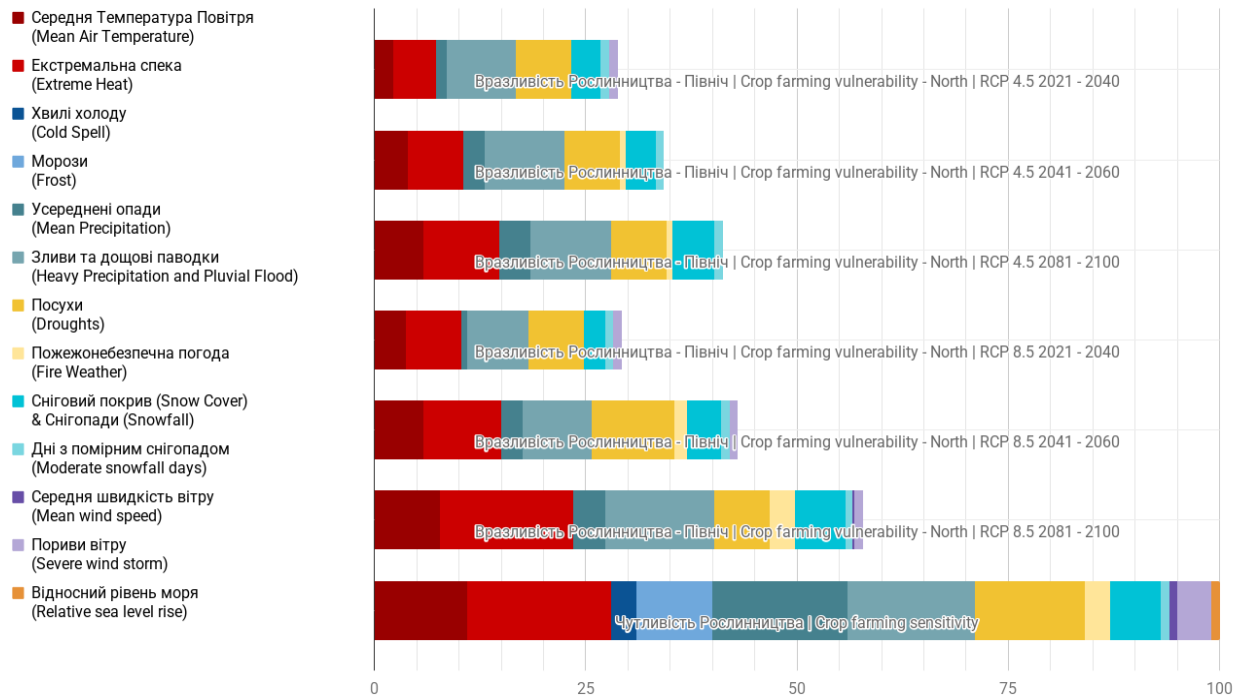 Середня Температура Повітря
(Mean Air Temperature)
Екстремальна спека
(Extreme Heat)
Хвилі холоду
(Cold Spell)
Морози
(Frost)
Усереднені опади
(Mean Precipitation)
Зливи та дощові паводки
(Heavy Precipitation and Pluvial Flood)
Посухи
(Droughts)
Пожежонебезпечна погода
(Fire Weather)
Сніговий покрив (Snow Cover)
& Снігопади (Snowfall)
Дні з помірним снігопадом
(Moderate snowfall days)
Середня швидкість вітру
(Mean wind speed)
Пориви вітру
(Severe wind storm)
Відносний рівень моря
(Relative sea level rise)
Вразливість Рослинництва - Північ | Crop farming vulnerability - North | RCP 4.5 2021 - 2040
Вразливість Рослинництва - Північ | Crop farming vulnerability - North | RCP 4.5 2041 - 2060
Вразливість Рослинництва - Північ | Crop farming vulnerability - North | RCP 4.5 2081 - 2100
Вразливість Рослинництва - Північ | Crop farming vulnerability - North | RCP 8.5 2021 - 2040
Вразливість Рослинництва - Північ | Crop farming vulnerability - North | RCP 8.5 2041 - 2060
Вразливість Рослинництва - Північ | Crop farming vulnerability - North | RCP 8.5 2081 - 2100
Чутливість Рослинництва | Crop farming sensitivity
0 25 50 75 100